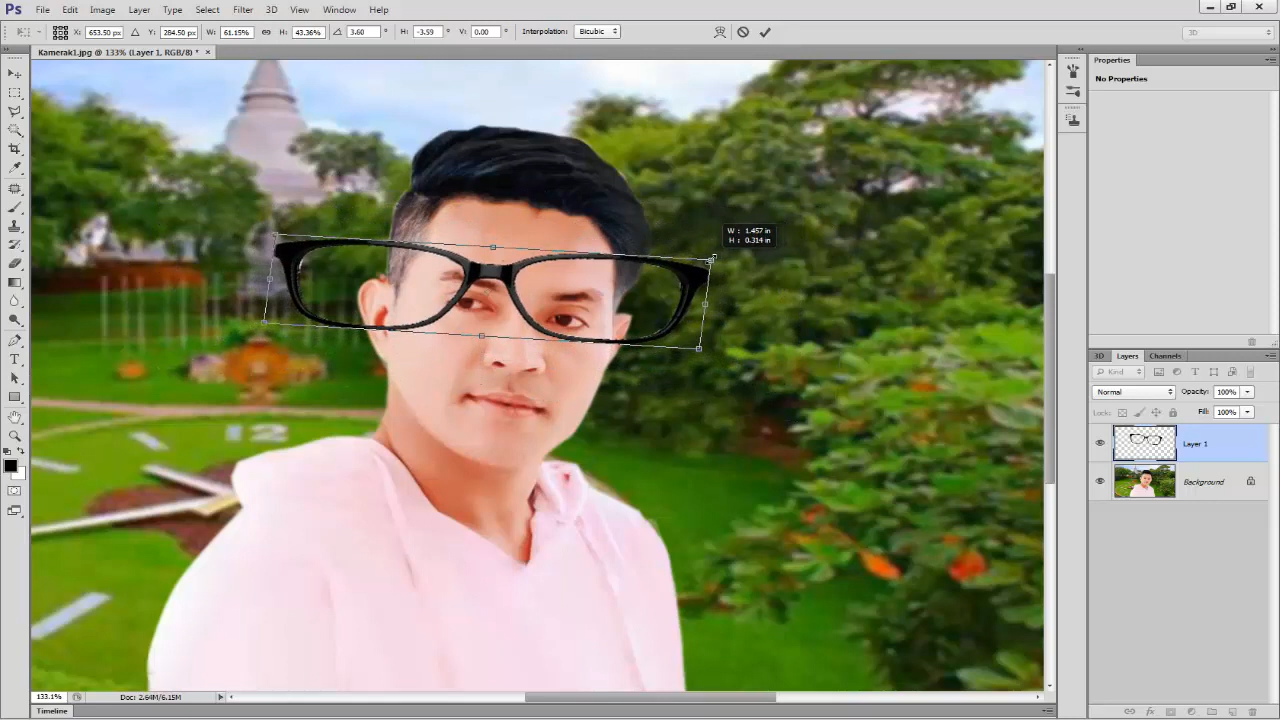 Ps File Edit Image Layer Type Select Filter 3D View Window Help
X: 653.50 px Y: 284.50 px W: 61.15% H: 43.36% 3.60 ° H: -3.59 ° V: 0.00 ° Interpolation: Bicubic 3D
Kamerak1.jpg @ 133% (Layer 1, RGB/8) * ×
Properties
No Properties
W : 1.457 in
H : 0.314 in
3D Layers Channels
Kind
Normal Opacity: 100%
Lock: Fill: 100%
Layer 1
Background
12
133.1% Doc: 2.64M/6.15M
Timeline